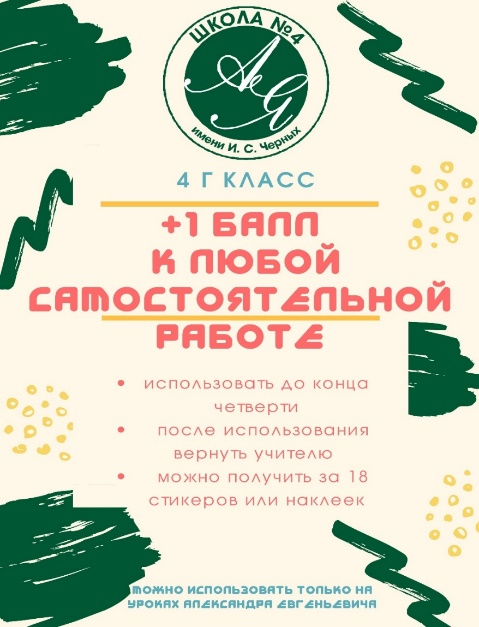 ШКОЛА №4
АЯ
имени И. С. Черных
4 Г КЛАСС
+1 БАЛЛ
К ЛЮБОЙ
САМОСТОЯТЕЛЬНОЙ
РАБОТЕ
• использовать до конца
четверти
• после использования
вернуть учителю
• можно получить за 18
стикеров или наклеек
МОЖНО ИСПОЛЬЗОВАТЬ ТОЛЬКО НА
УРОКАХ АЛЕКСАНДРА ЕВГЕНЬЕВИЧА